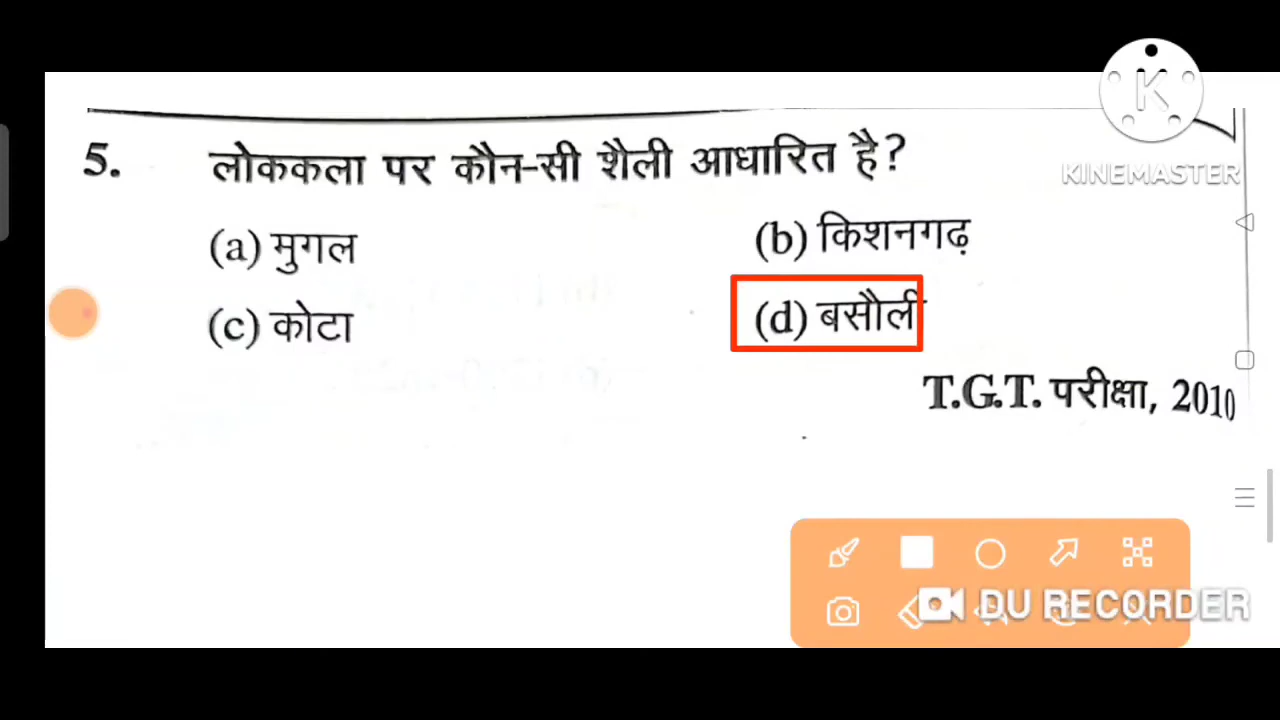 K
KINEMASTER
5. लोककला पर कौन-सी शैली आधारित है?
(a) मुगल (b) किशनगढ़
(c) कोटा (d) बसौली
T.G.T. परीक्षा, 2010
DU RECORDER